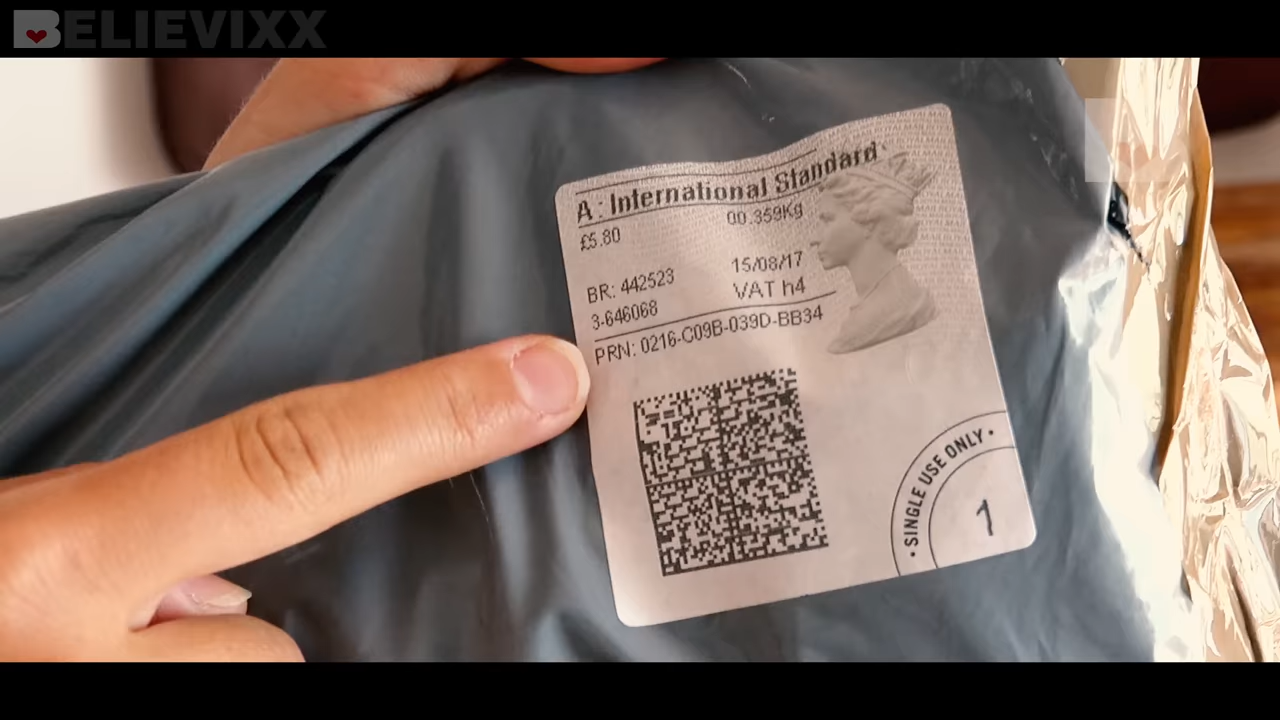 BELIEVIXX
A : International Standard
00.359Kg
£5.80
15/08/17
BR: 442523
VAT h4
3-646068
PRN: 0216-C09B-039D-BB34
• SINGLE USE ONLY •
1